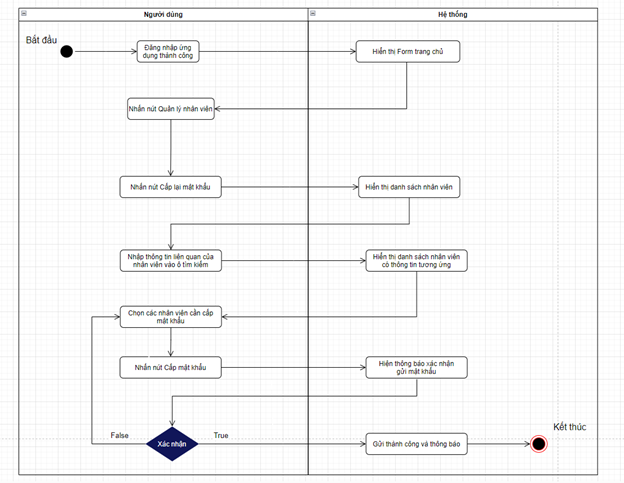 Người dùng
Hệ thống
Bắt đầu
Đăng nhập ứng
dụng thành công
Hiển thị Form trang chủ
Nhấn nút Quản lý nhân viên
Nhấn nút Cấp lại mật khẩu
Hiển thị danh sách nhân viên
Nhập thông tin liên quan của
nhân viên vào ô tìm kiếm
Hiển thị danh sách nhân viên
có thông tin tương ứng
Chọn các nhân viên cần cấp
mật khẩu
Nhấn nút Cấp mật khẩu
Hiện thông báo xác nhận
gửi mật khẩu
False
Xác nhận
True
Gửi thành công và thông báo
Kết thúc